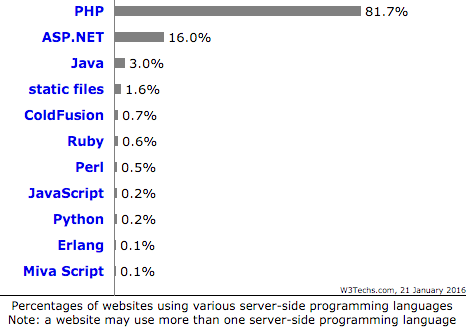 PHP 81.7%
ASP.NET 16.0%
Java 3.0%
static files 1.6%
ColdFusion 0.7%
Ruby 0.6%
Perl 0.5%
JavaScript 0.2%
Python 0.2%
Erlang 0.1%
Miva Script 0.1%
W3Techs.com, 21 January 2016
Percentages of websites using various server-side programming languages
Note: a website may use more than one server-side programming language